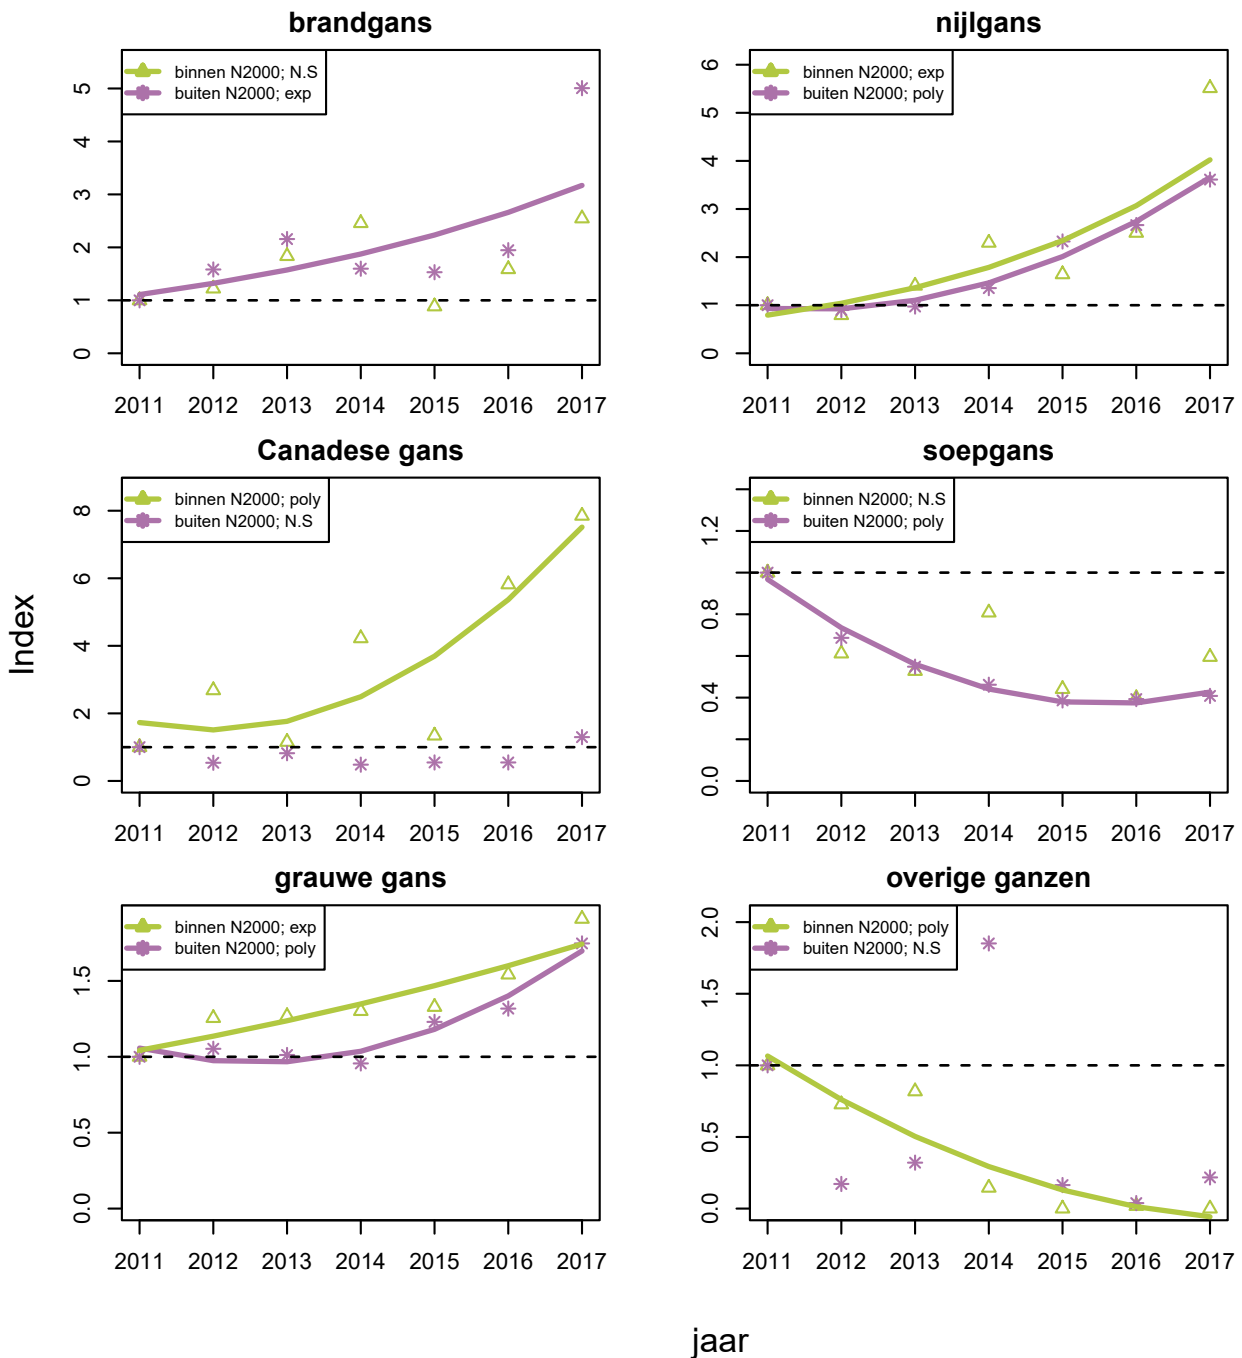 brandgans
binnen N2000; N.S
buiten N2000; exp
0 1 2 3 4 5
2011 2012 2013 2014 2015 2016 2017
nijlgans
binnen N2000; exp
buiten N2000; poly
0 1 2 3 4 5 6
2011 2012 2013 2014 2015 2016 2017
Canadese gans
binnen N2000; poly
buiten N2000; N.S
0 2 4 6 8
2011 2012 2013 2014 2015 2016 2017
soepgans
binnen N2000; N.S
buiten N2000; poly
0.0 0.4 0.8 1.2
2011 2012 2013 2014 2015 2016 2017
grauwe gans
binnen N2000; exp
buiten N2000; poly
0.0 0.5 1.0 1.5
2011 2012 2013 2014 2015 2016 2017
overige ganzen
binnen N2000; poly
buiten N2000; N.S
0.0 0.5 1.0 1.5 2.0
2011 2012 2013 2014 2015 2016 2017
Index
jaar